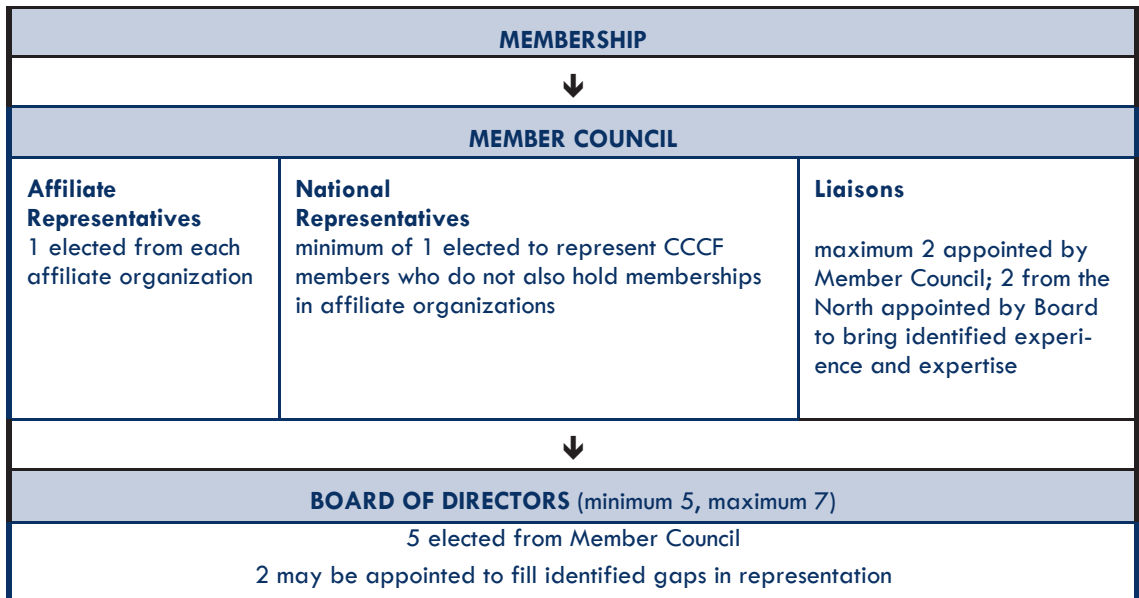 MEMBERSHIP
↓
MEMBER COUNCIL
Affiliate
Representatives
1 elected from each
affiliate organization
National
Representatives
minimum of 1 elected to represent CCCF
members who do not also hold memberships
in affiliate organizations
Liaisons
maximum 2 appointed by
Member Council; 2 from the
North appointed by Board
to bring identified experi-
ence and expertise
↓
BOARD OF DIRECTORS (minimum 5, maximum 7)
5 elected from Member Council
2 may be appointed to fill identified gaps in representation